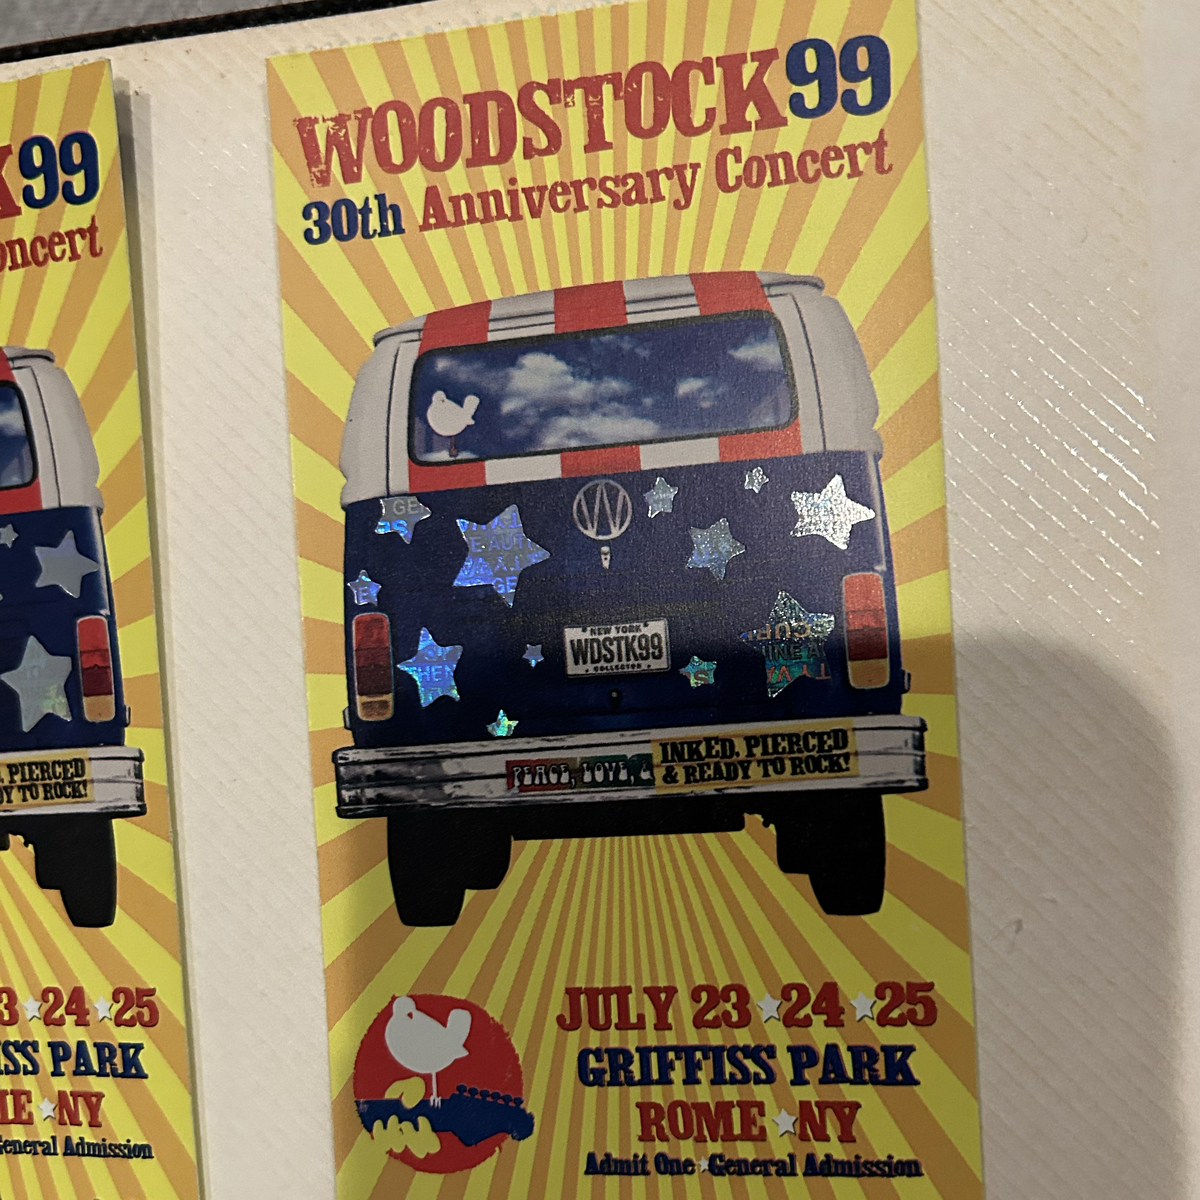 WOODSTOCK99
30th Anniversary Concert
NEW YORK
WDSTK99
COLLECTOR
PEACE, LOVE, &
INKED, PIERCED
& READY TO ROCK!
JULY 23 24 25
GRIFFISS PARK
ROME NY
Admit One General Admission
K99
oncert
, PIERCED
DY TO ROCK!
3 24 25
ISS PARK
ME NY
General Admission